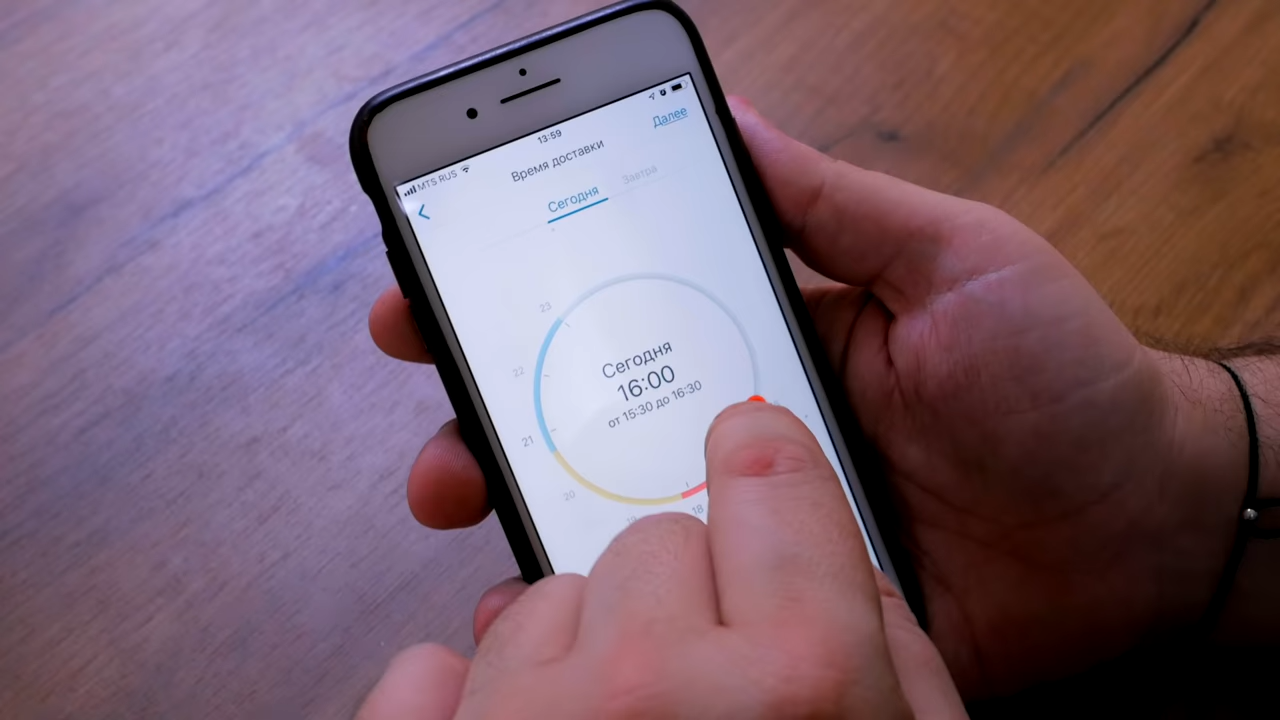 MTS RUS
13:59
Далее
Время доставки
Сегодня
Завтра
23
22
21
20
18
Сегодня
16:00
от 15:30 до 16:30